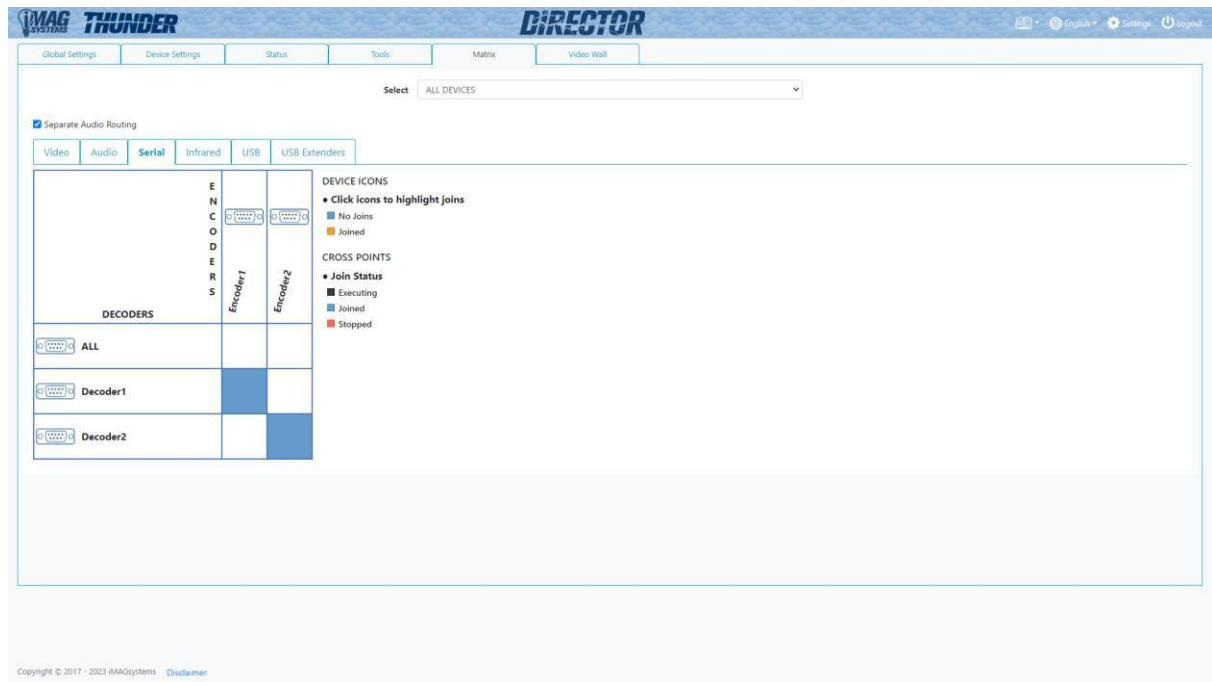 iMAG SYSTEMS THUNDER DiRECTOR English Settings Logout
Global Settings Device Settings Status Tools Matrix Video Wall
Select ALL DEVICES
Separate Audio Routing
Video Audio Serial Infrared USB USB Extenders
ENCODERS
Encoder1
Encoder2
DECODERS
ALL
Decoder1
Decoder2
DEVICE ICONS
• Click icons to highlight joins
No Joins
Joined
CROSS POINTS
• Join Status
Executing
Joined
Stopped
Copyright © 2017 - 2023 iMAGsystems Disclaimer